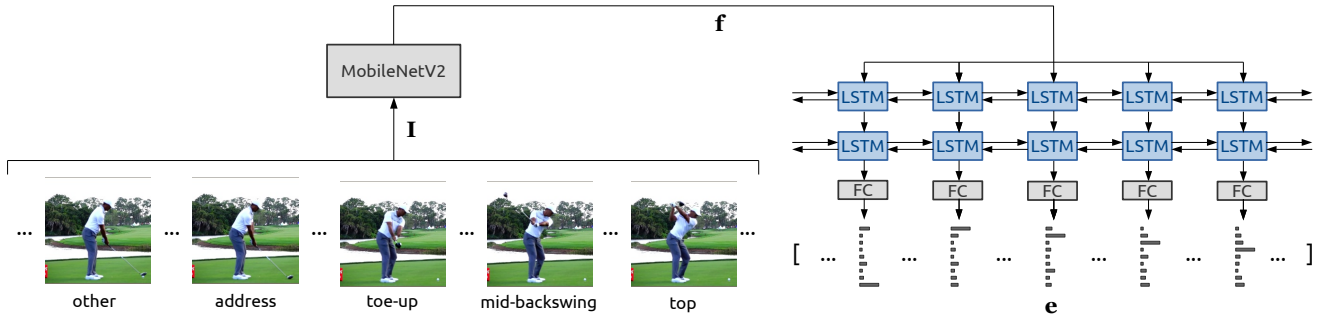 f
MobileNetV2
I
LSTM LSTM LSTM LSTM LSTM
LSTM LSTM LSTM LSTM LSTM
FC FC FC FC FC
... ... ... ... ... ...
[ ... ... ... ... ... ... ]
other address toe-up mid-backswing top
e